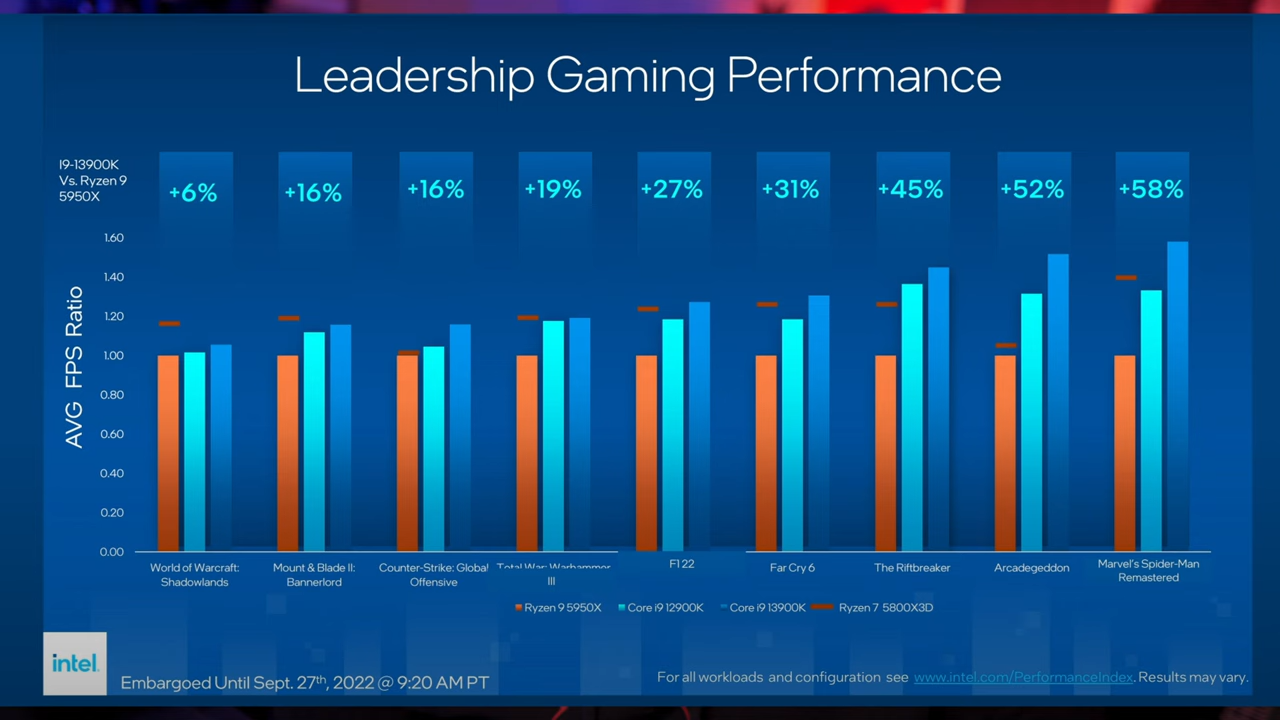 Leadership Gaming Performance
I9-13900K
Vs. Ryzen 9
5950X
+6%
+16%
+16%
+19%
+27%
+31%
+45%
+52%
+58%
AVG FPS Ratio
1.60
1.40
1.20
1.00
0.80
0.60
0.40
0.20
0.00
World of Warcraft:
Shadowlands
Mount & Blade II:
Bannerlord
Counter-Strike: Global
Offensive
Total War: Warhammer
III
F1 22
Far Cry 6
The Riftbreaker
Arcadegeddon
Marvel's Spider-Man
Remastered
Ryzen 9 5950X
Core i9 12900K
Core i9 13900K
Ryzen 7 5800X3D
intel.
Embargoed Until Sept. 27th, 2022 @ 9:20 AM PT
For all workloads and configuration see www.intel.com/PerformanceIndex. Results may vary.